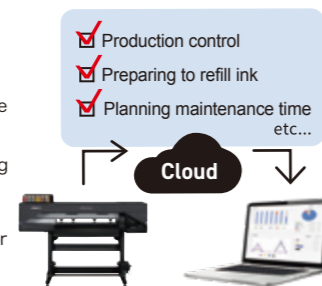 Production control
Preparing to refill ink
Planning maintenance time
etc...
e
Cloud
g
r